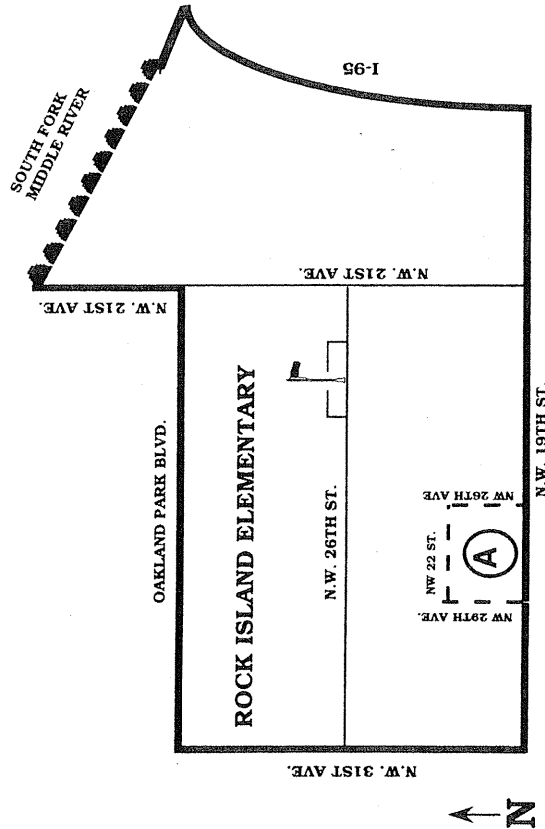 SOUTH FORK
MIDDLE RIVER
I-95
N.W. 21ST AVE.
N.W. 21ST AVE.
OAKLAND PARK BLVD.
ROCK ISLAND ELEMENTARY
N.W. 26TH ST.
NW 26TH AVE
NW 22 ST.
A
NW 29TH AVE.
N.W. 19TH ST.
N.W. 31ST AVE.
N